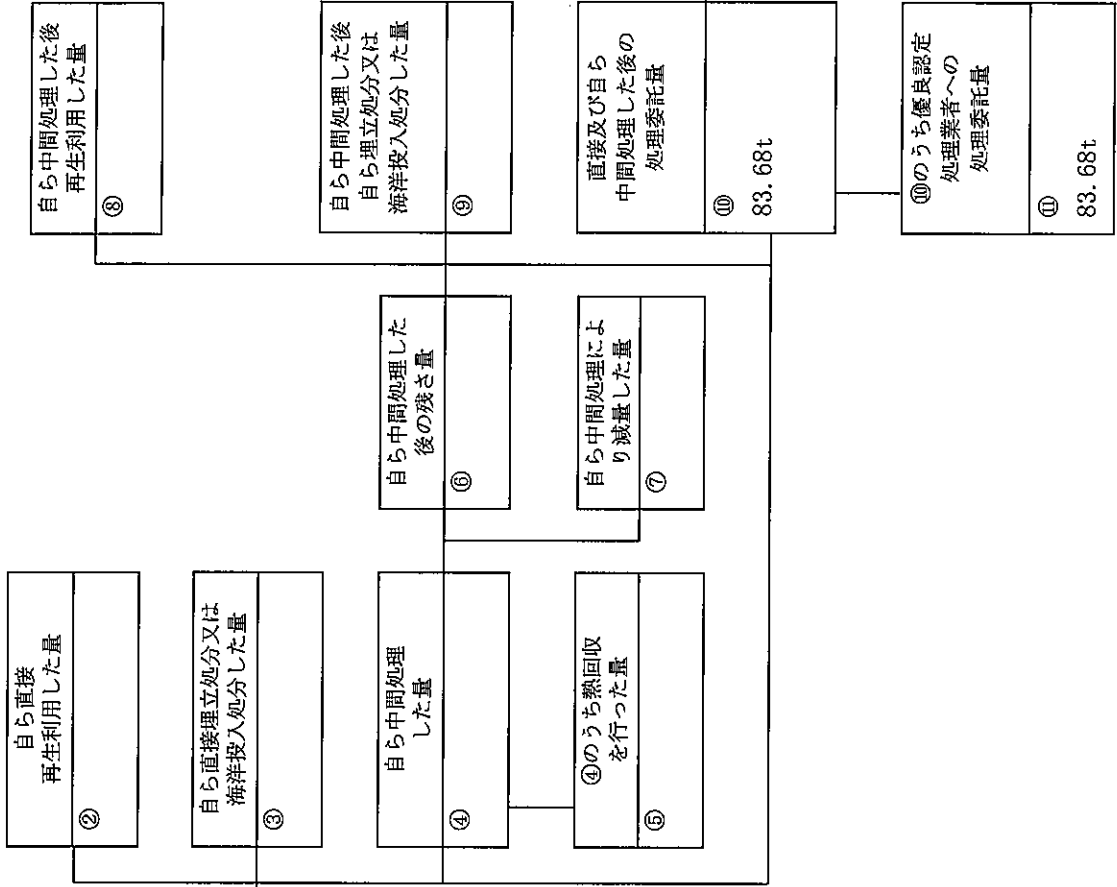 自ら直接
再生利用した量
②
自ら直接埋立処分又は
海洋投入処分した量
③
自ら中間処理
した量
④
④のうち熱回収
を行った量
⑤
自ら中間処理した
後の残さ量
⑥
自ら中間処理によ
り減量した量
⑦
自ら中間処理した後
再生利用した量
⑧
自ら中間処理した後
自ら埋立処分又は
海洋投入処分した量
⑨
直接及び自ら
中間処理した後の
処理委託量
⑩
83.68t
⑩のうち優良認定
処理業者への
処理委託量
⑪
83.68t